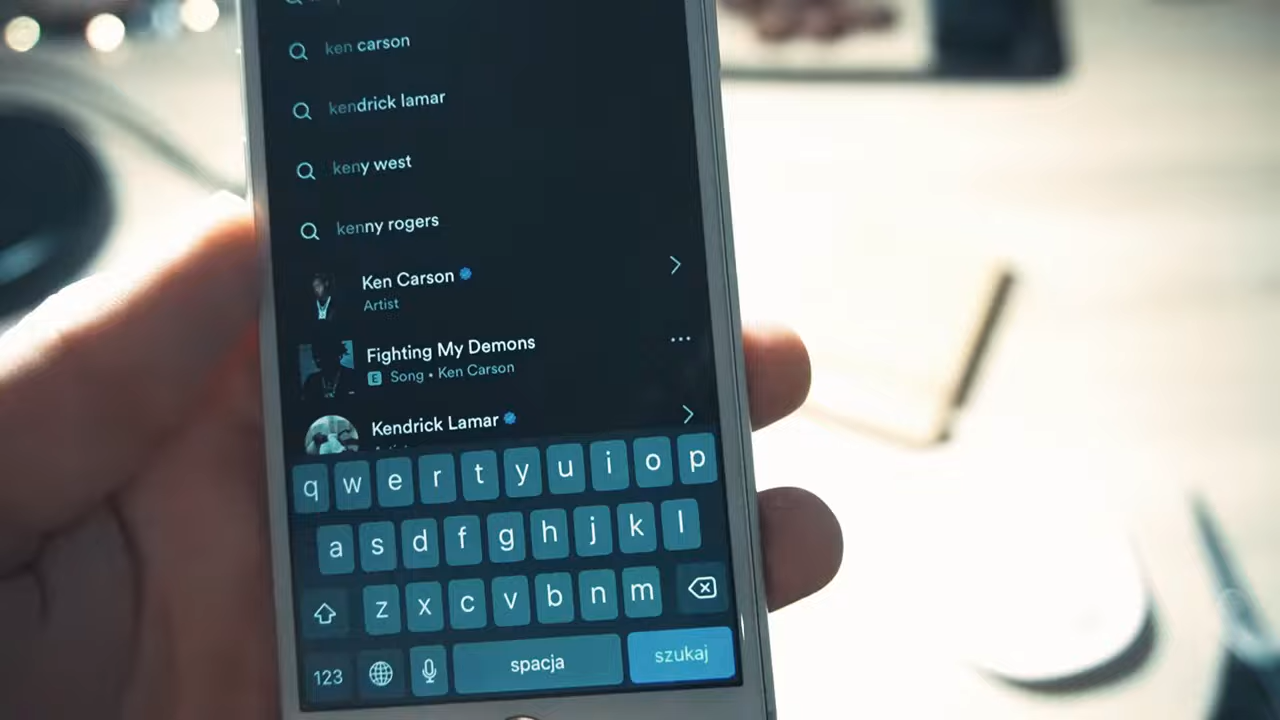 ken carson
kendrick lamar
keny west
kenny rogers
Ken Carson
Artist
Fighting My Demons
E Song • Ken Carson
Kendrick Lamar
q w e r t y u i o p
a s d f g h j k l
z x c v b n m
123 spacja szukaj